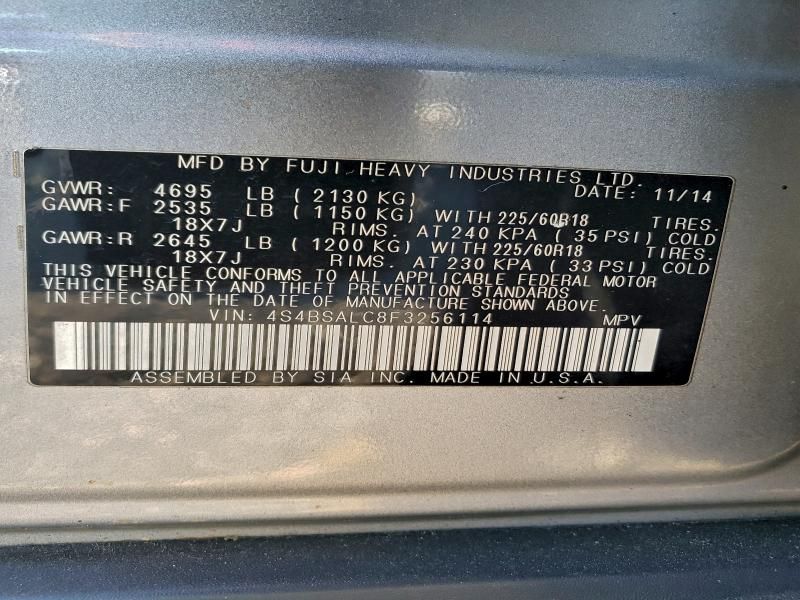 MFD BY FUJI HEAVY INDUSTRIES LTD.
GVWR: 4695 LB ( 2130 KG) DATE: 11/14
GAWR:F 2535 LB ( 1150 KG) WITH 225/60R18 TIRES.
18X7J RIMS. AT 240 KPA ( 35 PSI) COLD
GAWR:R 2645 LB ( 1200 KG) WITH 225/60R18 TIRES.
18X7J RIMS. AT 230 KPA ( 33 PSI) COLD
THIS VEHICLE CONFORMS TO ALL APPLICABLE FEDERAL MOTOR
VEHICLE SAFETY AND THEFT PREVENTION STANDARDS
IN EFFECT ON THE DATE OF MANUFACTURE SHOWN ABOVE.
VIN: 4S4BSALC8F3256114 MPV
ASSEMBLED BY SIA INC. MADE IN U.S.A.